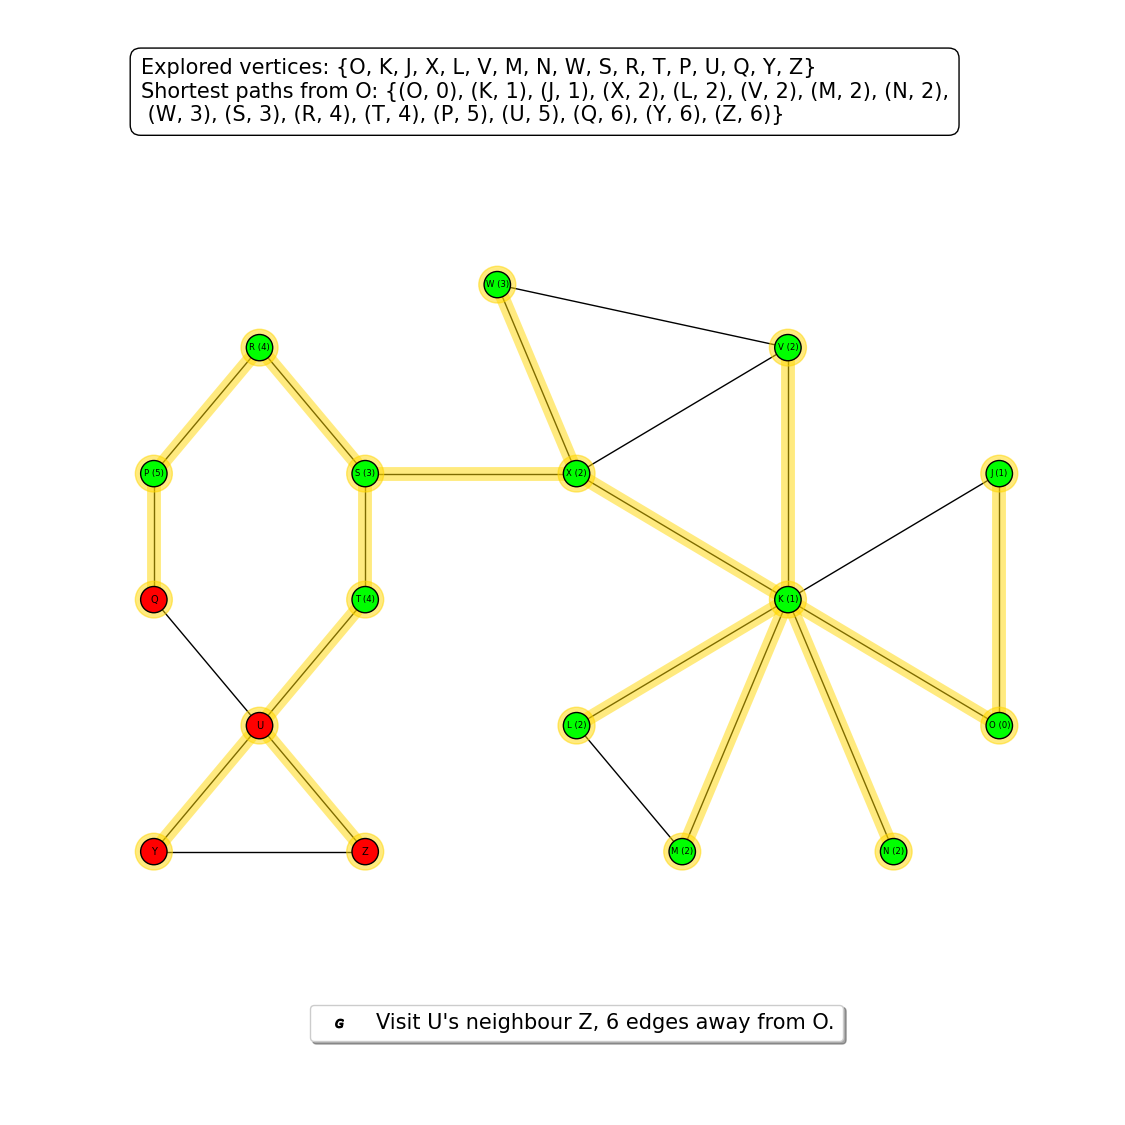 Explored vertices: {O, K, J, X, L, V, M, N, W, S, R, T, P, U, Q, Y, Z}
Shortest paths from O: {(O, 0), (K, 1), (J, 1), (X, 2), (L, 2), (V, 2), (M, 2), (N, 2),
(W, 3), (S, 3), (R, 4), (T, 4), (P, 5), (U, 5), (Q, 6), (Y, 6), (Z, 6)}
W (3)
R (4)
V (2)
P (5)
S (3)
X (2)
J (1)
Q
T (4)
K (1)
U
L (2)
O (0)
Y
Z
M (2)
N (2)
G Visit U's neighbour Z, 6 edges away from O.